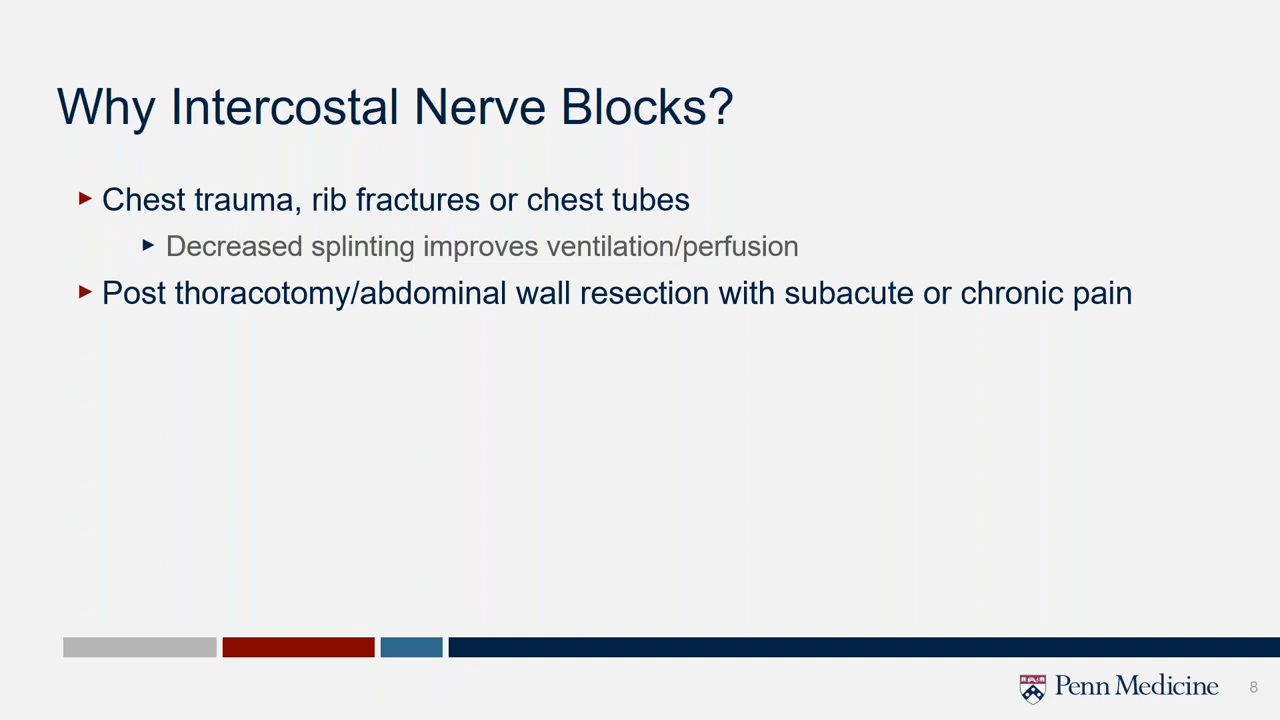 Why Intercostal Nerve Blocks?
Chest trauma, rib fractures or chest tubes
Decreased splinting improves ventilation/perfusion
Post thoracotomy/abdominal wall resection with subacute or chronic pain
Penn Medicine
8